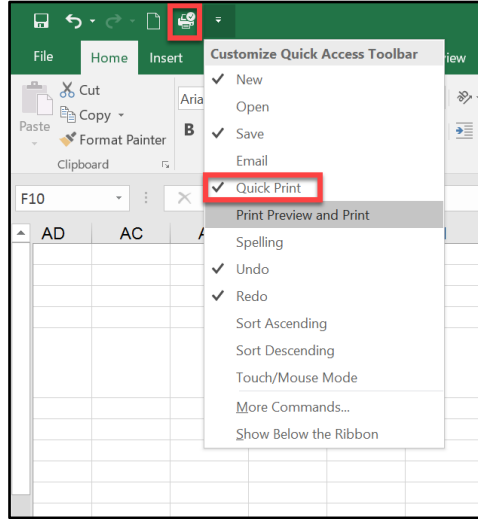 File Home Insert iew
Customize Quick Access Toolbar
New
Open
Save
Email
Quick Print
Print Preview and Print
Spelling
Undo
Redo
Sort Ascending
Sort Descending
Touch/Mouse Mode
More Commands...
Show Below the Ribbon
Paste
Cut
Copy
Format Painter
Clipboard
Aria
B
F10
AD AC